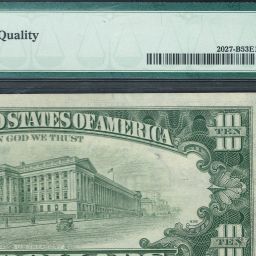 Quality
2027-B53E
D STATES OF AMERICA
N GOD WE TRUST
10
TEN
10
TEN